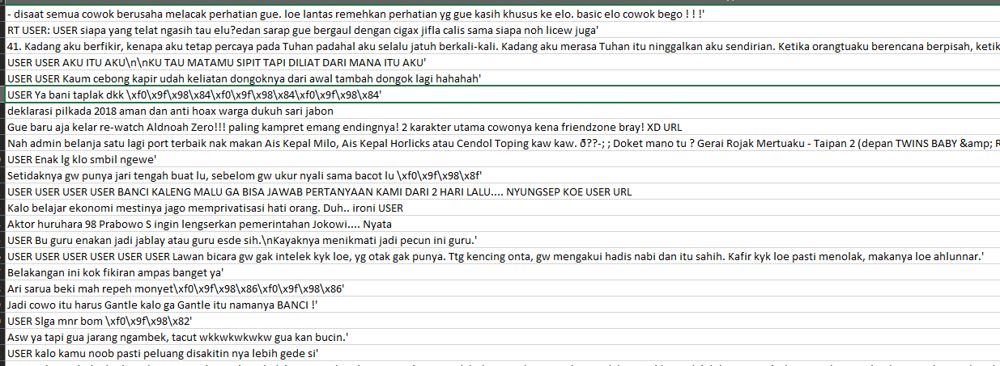 - disaat semua cowok berusaha melacak perhatian gue. loe lantas remehkan perhatian yg gue kasih khusus ke elo. basic elo cowok bego ! ! !'
RT USER: USER siapa yang telat ngasih tau elu?edan sarap gue bergaul dengan cigax jifla calis sama siapa noh licew juga'
41. Kadang aku berfikir, kenapa aku tetap percaya pada Tuhan padahal aku selalu jatuh berkali-kali. Kadang aku merasa Tuhan itu ninggalkan aku sendirian. Ketika orangtuaku berencana berpisah, ketik
USER USER AKU ITU AKU\n\nKU TAU MATAMU SIPIT TAPI DILIAT DARI MANA ITU AKU'
USER USER Kaum cebong kapir udah keliatan dongoknya dari awal tambah dongok lagi hahahah'
USER Ya bani taplak dkk \xf0\x9f\x98\x84\xf0\x9f\x98\x84\xf0\x9f\x98\x84'
deklarasi pilkada 2018 aman dan anti hoax warga dukuh sari jabon
Gue baru aja kelar re-watch Aldnoah Zero!!! paling kampret emang endingnya! 2 karakter utama cowonya kena friendzone bray! XD URL
Nah admin belanja satu lagi port terbaik nak makan Ais Kepal Milo, Ais Kepal Horlicks atau Cendol Toping kaw kaw. ð??-; ; Doket mano tu ? Gerai Rojak Mertuaku - Taipan 2 (depan TWINS BABY &amp; R
USER Enak lg klo smbil ngewe'
Setidaknya gw punya jari tengah buat lu, sebelom gw ukur nyali sama bacot lu \xf0\x9f\x98\x8f'
USER USER USER USER BANCI KALENG MALU GA BISA JAWAB PERTANYAAN KAMI DARI 2 HARI LALU.... NYUNGSEP KOE USER URL
Kalo belajar ekonomi mestinya jago memprivatisasi hati orang. Duh.. ironi USER
Aktor huruhara 98 Prabowo S ingin lengserkan pemerintahan Jokowi.... Nyata
USER Bu guru enakan jadi jablay atau guru esde sih.\nKayaknya menikmati jadi pecun ini guru.'
USER USER USER USER USER USER USER Lawan bicara gw gak intelek kyk loe, yg otak gak punya. Ttg kencing onta, gw mengakui hadis nabi dan itu sahih. Kafir kyk loe pasti menolak, makanya loe ahlunnar.'
Belakangan ini kok fikiran ampas banget ya'
Ari sarua beki mah repeh monyet\xf0\x9f\x98\x86\xf0\x9f\x98\x86'
Jadi cowo itu harus Gantle kalo ga Gantle itu namanya BANCI !'
USER Slga mnr bom \xf0\x9f\x98\x82'
Asw ya tapi gua jarang ngambek, tacut wkkwkwkwkw gua kan bucin.'
USER kalo kamu noob pasti peluang disakitin nya lebih gede si'